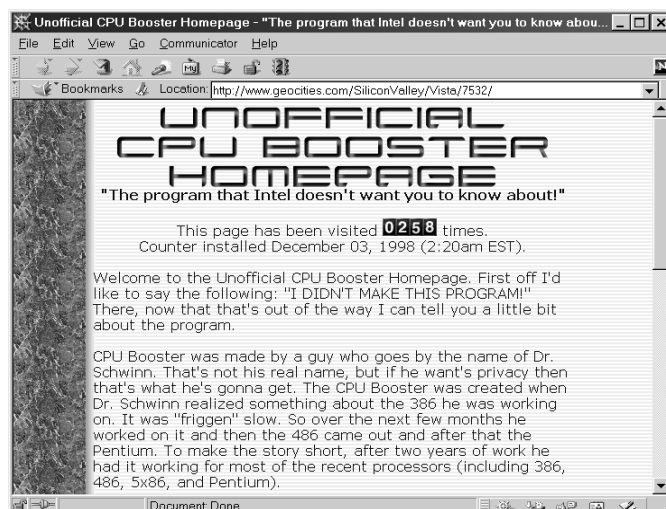 Unofficial CPU Booster Homepage - "The program that Intel doesn't want you to know abou...
File Edit View Go Communicator Help
Bookmarks Location: http://www.geocities.com/SiliconValley/Vista/7532/
UNOFFICIAL
CPU BOOSTER
HOMEPAGE
"The program that Intel doesn't want you to know about!"
This page has been visited 0258 times.
Counter installed December 03, 1998 (2:20am EST).
Welcome to the Unofficial CPU Booster Homepage. First off I'd
like to say the following: "I DIDN'T MAKE THIS PROGRAM!"
There, now that that's out of the way I can tell you a little bit
about the program.
CPU Booster was made by a guy who goes by the name of Dr.
Schwinn. That's not his real name, but if he want's privacy then
that's what he's gonna get. The CPU Booster was created when
Dr. Schwinn realized something about the 386 he was working
on. It was "friggen" slow. So over the next few months he
worked on it and then the 486 came out and after that the
Pentium. To make the story short, after two years of work he
had it working for most of the recent processors (including 386,
486, 5x86, and Pentium).
Document: Done